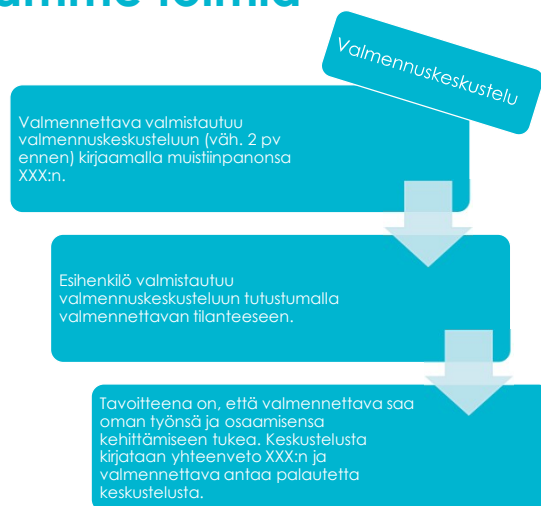 toimia
Valmennuskeskustelu
Valmennettava valmistautuu
valmennuskeskusteluun (väh. 2 pv
ennen) kirjaamalla muistiinpanonsa
XXX:n.
Esihenkilö valmistautuu
valmennuskeskusteluun tutustumalla
valmennettavan tilanteeseen.
Tavoitteena on, että valmennettava saa
oman työnsä ja osaamisensa
kehittämiseen tukea. Keskustelusta
kirjataan yhteenveto XXX:n ja
valmennettava antaa palautetta
keskustelusta.